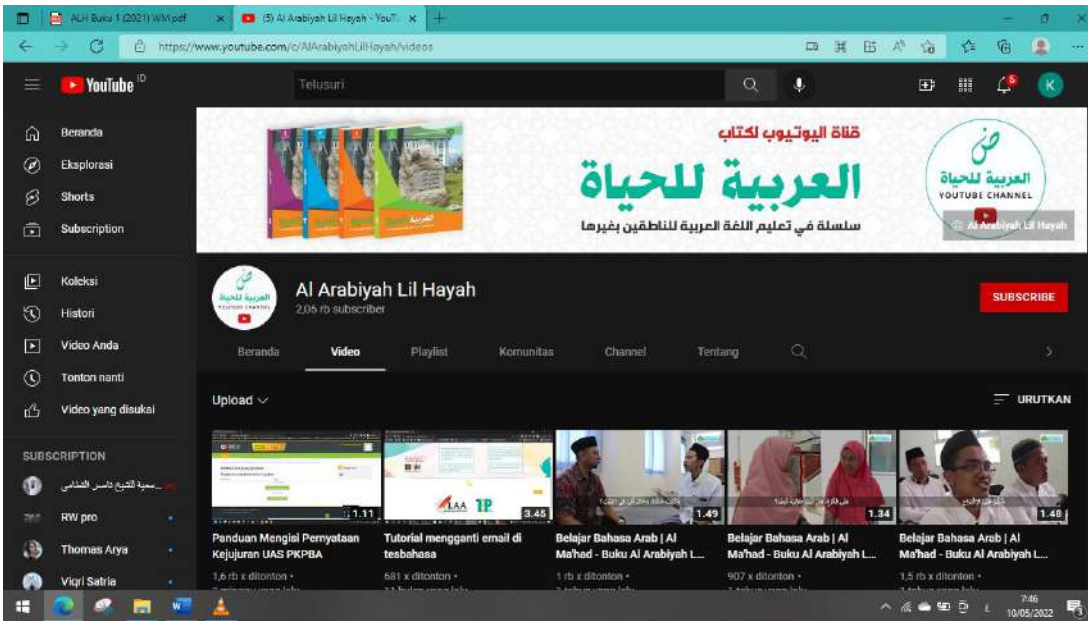 ALH Buku 1 (2021) WM.pdf
(5) Al Arabiyah Lil Hayah - YouT
https://www.youtube.com/c/AlArabiyahLilHayah/videos
YouTube ID
Telusuri
5
K
Beranda
Eksplorasi
Shorts
Subscription
Koleksi
Histori
Video Anda
Tonton nanti
Video yang disukai
SUBSCRIPTION
RW pro
Thomas Arya
Viqri Satria
قناة اليوتيوب لكتاب
العربية للحياة
سلسلة في تعليم اللغة العربية للناطقين بغيرها
ض
العربية للحياة
YOUTUBE CHANNEL
Al Arabiyah Lil Hayah
العربية للحياة
YOUTUBE CHANNEL
Al Arabiyah Lil Hayah
2,06 rb subscriber
SUBSCRIBE
Beranda
Video
Playlist
Komunitas
Channel
Tentang
Upload
URUTKAN
1.11
LAA TP
3.45
1.49
1.34
1.48
Panduan Mengisi Pernyataan
Kejujuran UAS PKPBA
1,6 rb x ditonton •
Tutorial mengganti email di
tesbahasa
681 x ditonton •
Belajar Bahasa Arab | Al
Ma'had - Buku Al Arabiyah L...
1 rb x ditonton •
Belajar Bahasa Arab | Al
Ma'had - Buku Al Arabiyah L...
907 x ditonton •
Belajar Bahasa Arab | Al
Ma'had - Buku Al Arabiyah L...
1,5 rb x ditonton •
7:46
10/05/2022